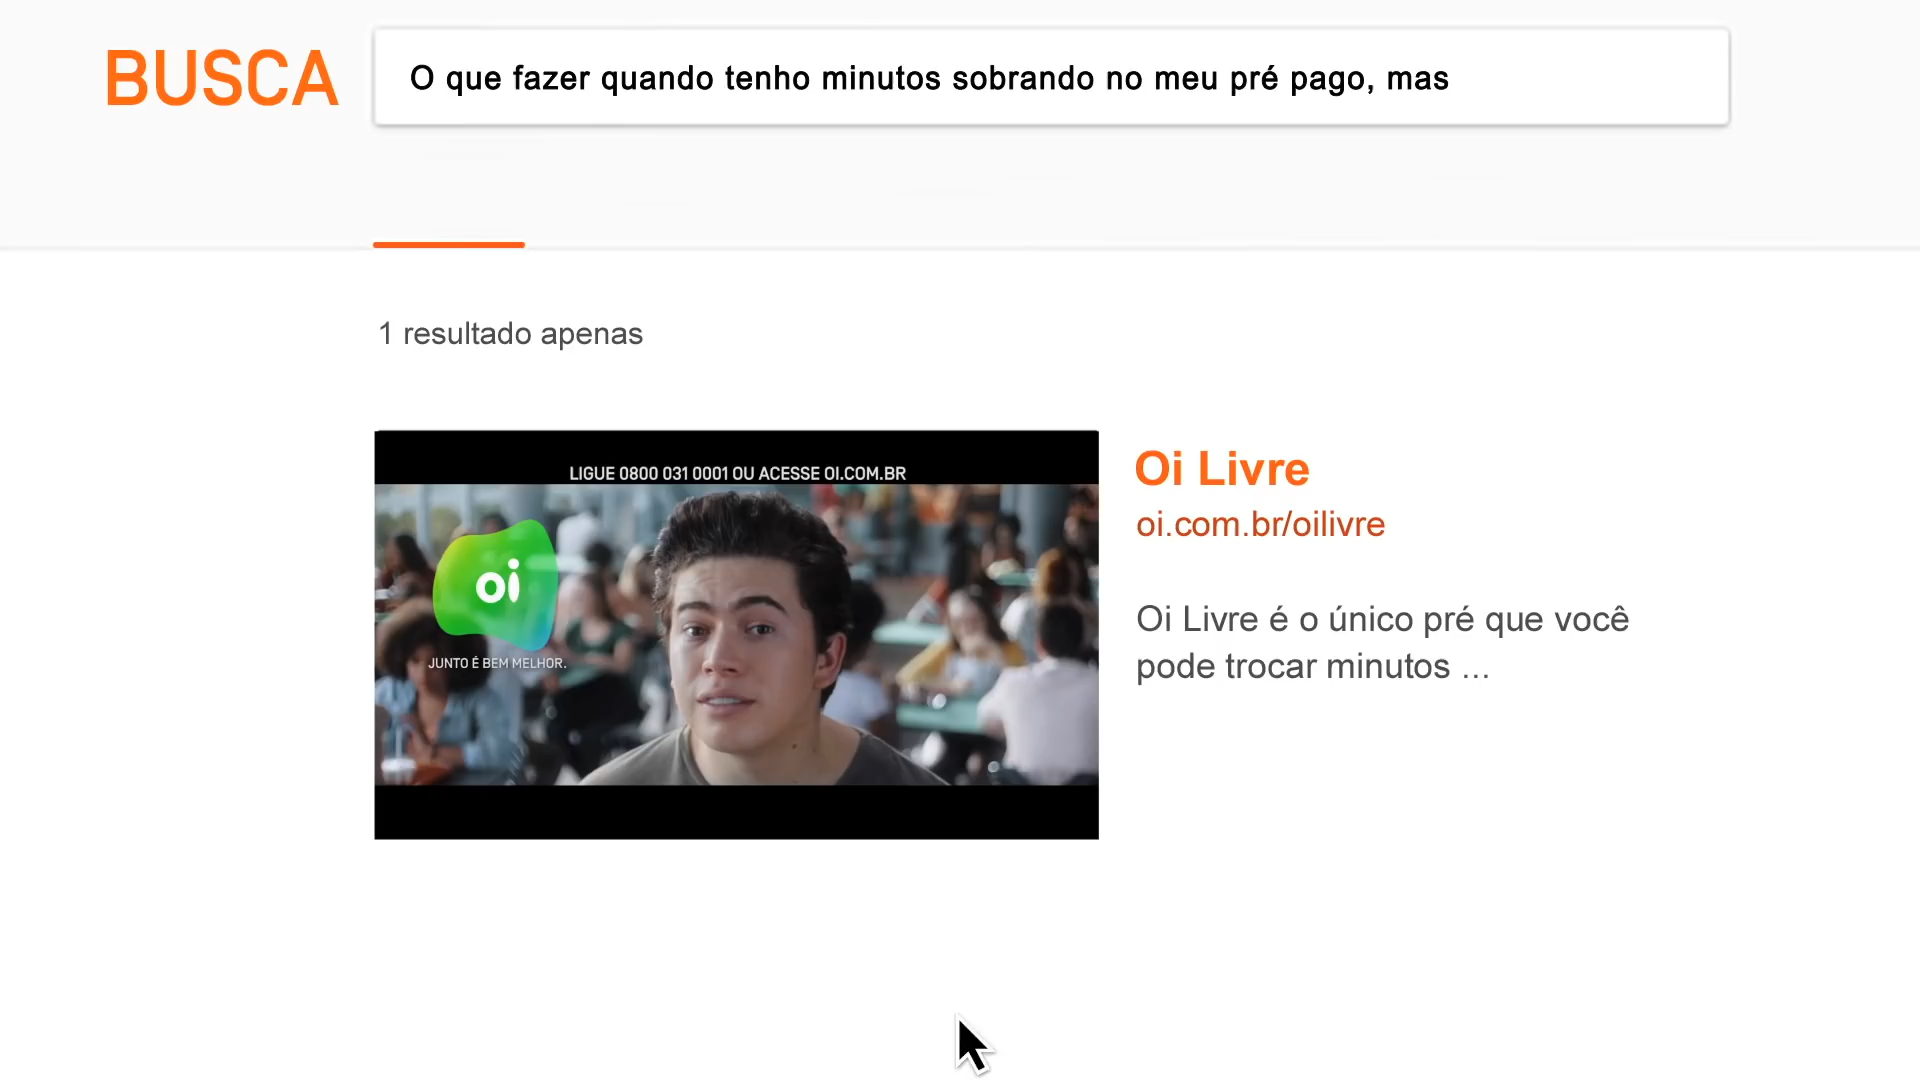 BUSCA
O que fazer quando tenho minutos sobrando no meu pré pago, mas
1 resultado apenas
LIGUE 0800 031 0001 OU ACESSE OI.COM.BR
oi
JUNTO É BEM MELHOR.
Oi Livre
oi.com.br/oilivre
Oi Livre é o único pré que você
pode trocar minutos ...